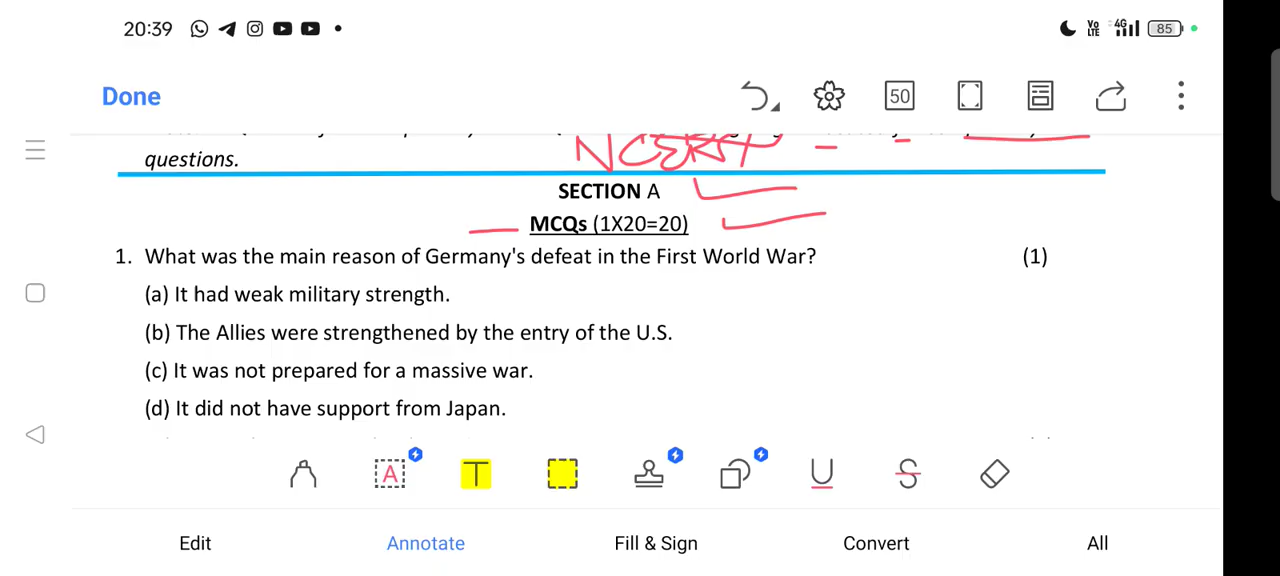 20:39
Vo LTE 4G 85
Done
50
questions.
NCERT
SECTION A
MCQs (1X20=20)
1. What was the main reason of Germany's defeat in the First World War? (1)
(a) It had weak military strength.
(b) The Allies were strengthened by the entry of the U.S.
(c) It was not prepared for a massive war.
(d) It did not have support from Japan.
A T U S
Edit Annotate Fill & Sign Convert All